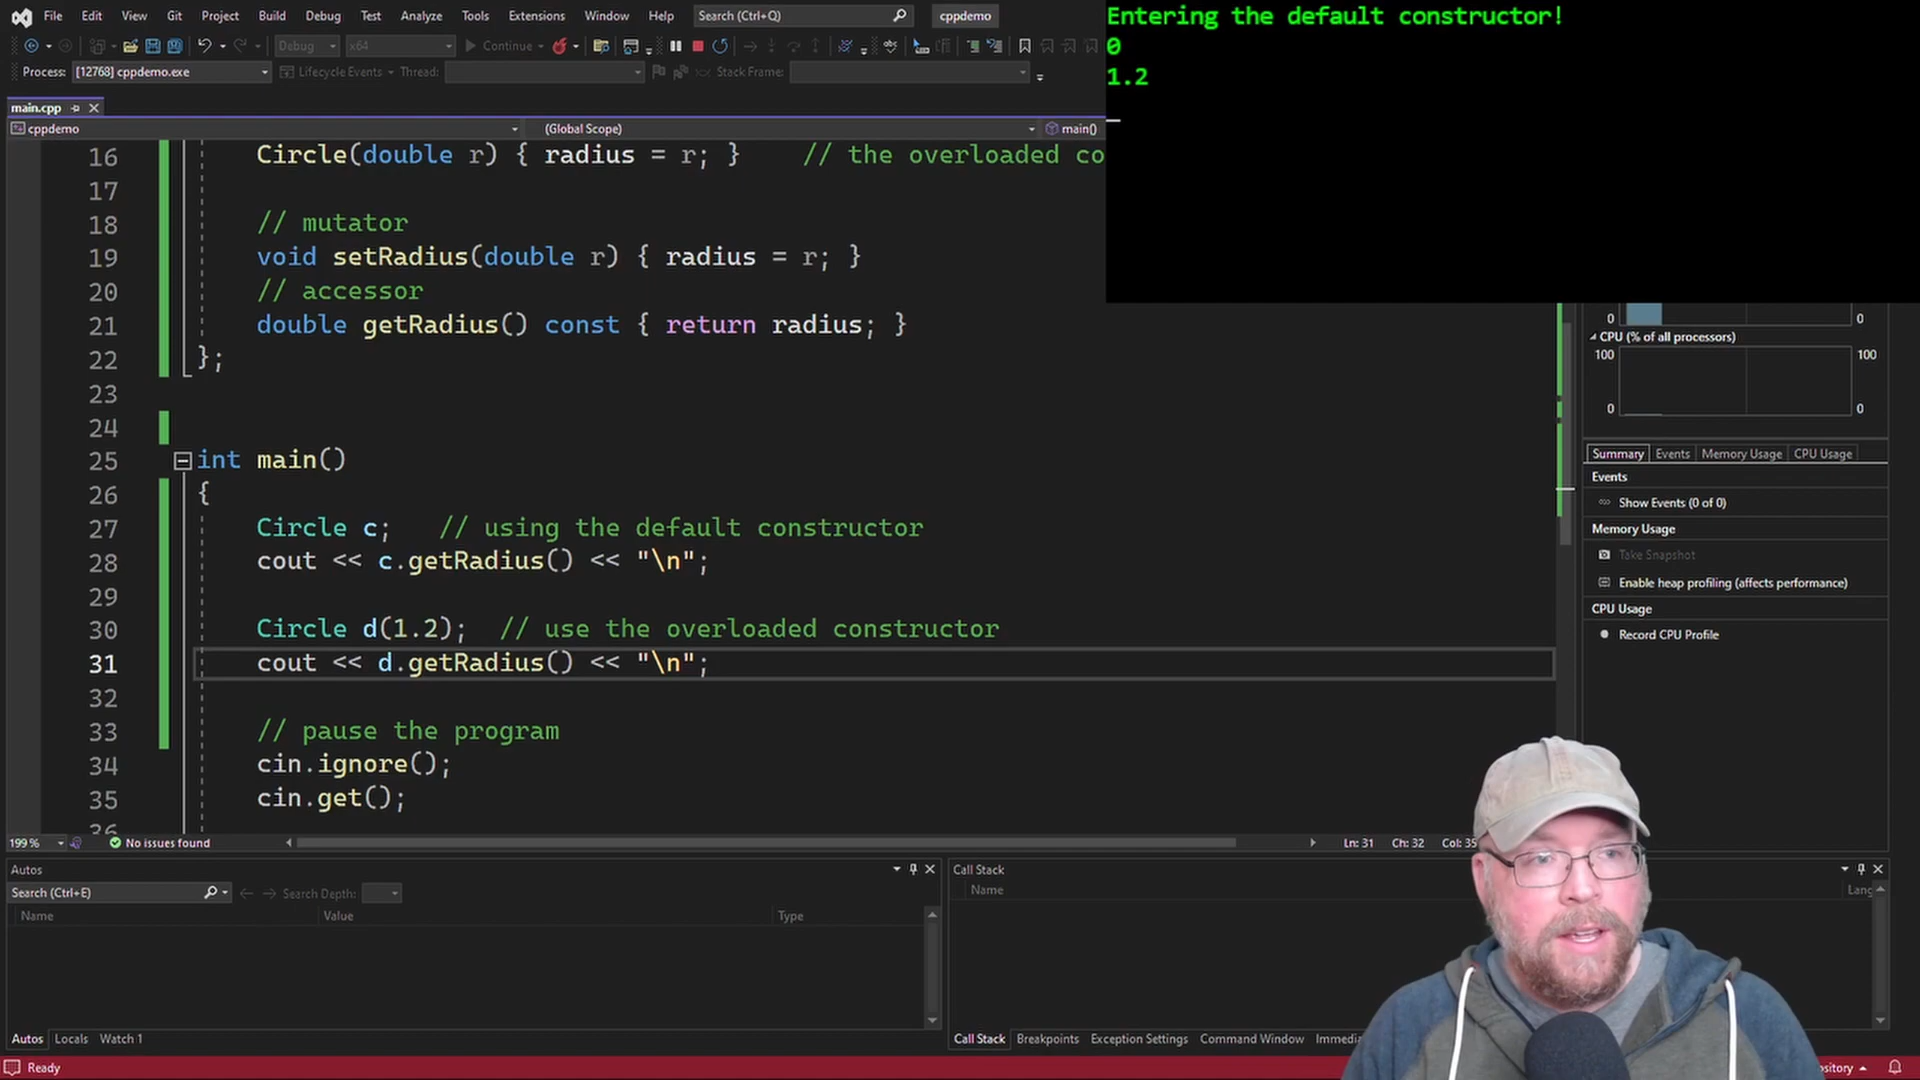 File Edit View Git Project Build Debug Test Analyze Tools Extensions Window Help Search (Ctrl+Q) cppdemo
Debug x64 Continue
Process: [12768] cppdemo.exe Lifecycle Events Thread: Stack Frame:
main.cpp
cppdemo (Global Scope) main()
Entering the default constructor!
0
1.2
16 Circle(double r) { radius = r; } // the overloaded co
17
18 // mutator
19 void setRadius(double r) { radius = r; }
20 // accessor
21 double getRadius() const { return radius; }
22 };
23
24
25 int main()
26 {
27 Circle c; // using the default constructor
28 cout << c.getRadius() << "\n";
29
30 Circle d(1.2); // use the overloaded constructor
31 cout << d.getRadius() << "\n";
32
33 // pause the program
34 cin.ignore();
35 cin.get();
36
0 0
CPU (% of all processors)
100 100
0 0
Summary Events Memory Usage CPU Usage
Events
Show Events (0 of 0)
Memory Usage
Take Snapshot
Enable heap profiling (affects performance)
CPU Usage
Record CPU Profile
199 % No issues found Ln: 31 Ch: 32 Col: 35
Autos
Search (Ctrl+E) Search Depth:
Name Value Type
Autos Locals Watch 1
Call Stack
Name Lang
Call Stack Breakpoints Exception Settings Command Window Immedi
Ready
ository